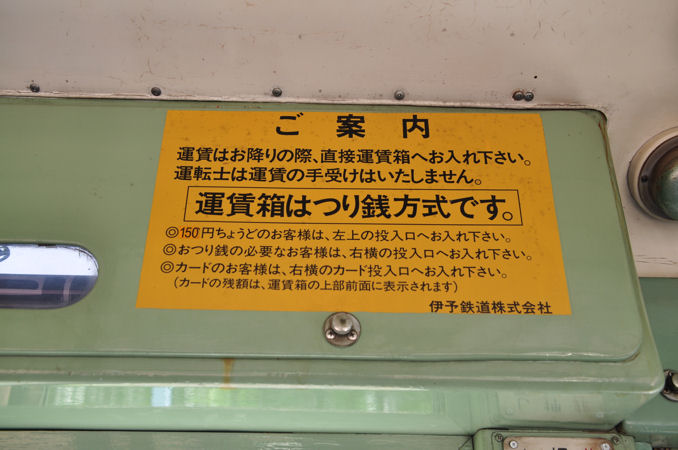 ご案内
運賃はお降りの際、直接運賃箱へお入れ下さい。
運転士は運賃の手受けはいたしません。
運賃箱はつり銭方式です。
◎150円ちょうどのお客様は、左上の投入口へお入れ下さい。
◎おつり銭の必要なお客様は、右横の投入口へお入れ下さい。
◎カードのお客様は、右横のカード投入口へお入れ下さい。
(カードの残額は、運賃箱の上部前面に表示されます)
伊予鉄道株式会社